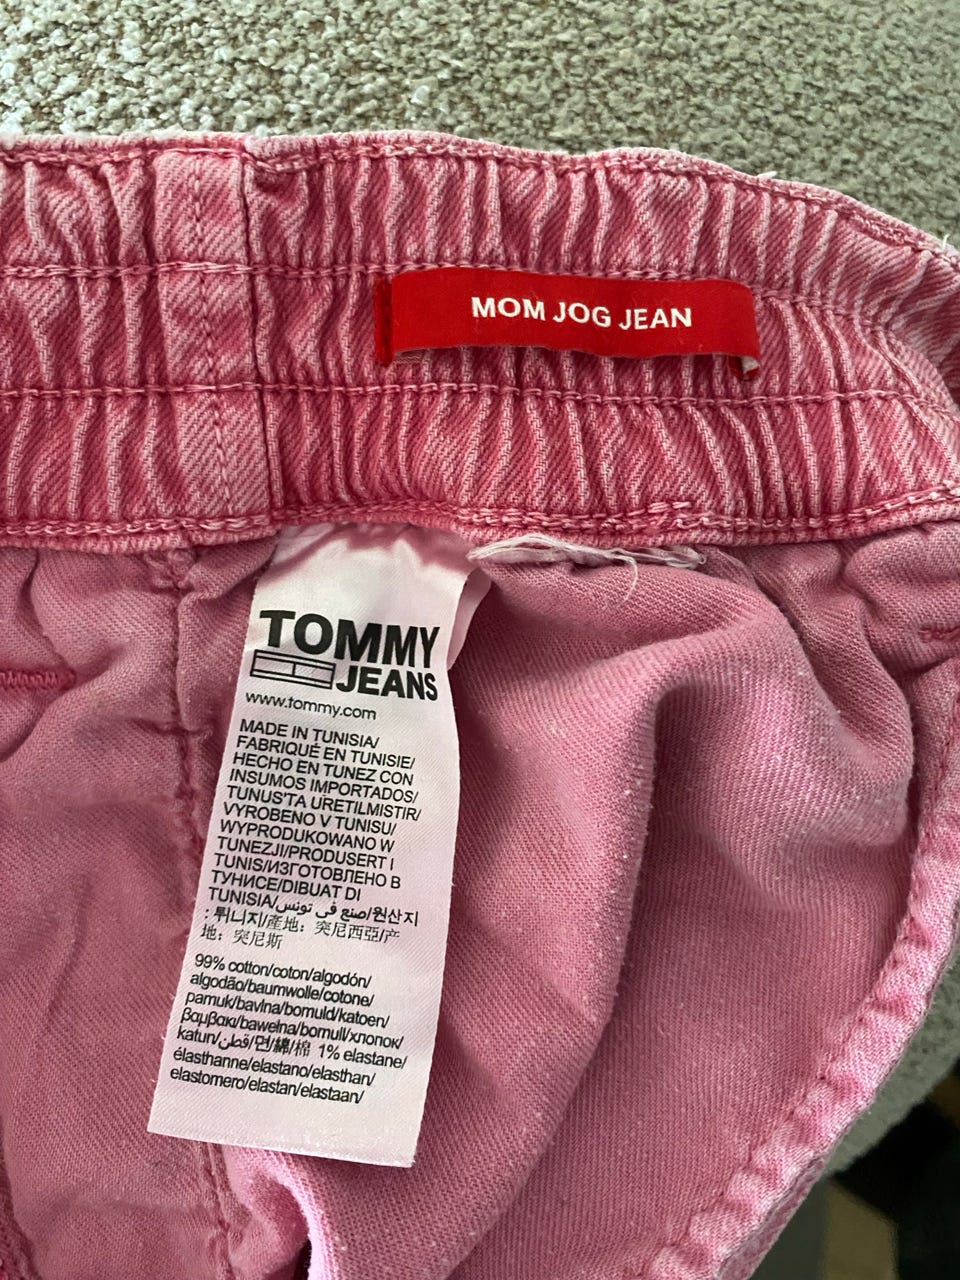 MOM JOG JEAN
TOMMY
JEANS
www.tommy.com
MADE IN TUNISIA/
FABRIQUÉ EN TUNISIE/
HECHO EN TUNEZ CON
INSUMOS IMPORTADOS/
TUNUS'TA URETILMISTIR/
VYROBENO V TUNISU/
WYPRODUKOWANO W
TUNEZJI/PRODUSERT I
TUNIS/ИЗГОТОВЛЕНО В
ТУНИСЕ/DIBUAT DI
TUNISIA/صنع في تونس/원산지
: 튀니지/產地：突尼西亞/产
地：突尼斯
99% cotton/coton/algodón/
algodão/baumwolle/cotone/
pamuk/bavlna/bomuld/katoen/
βαμβακι/bawełna/bomull/хлопок/
katun/قطن/면/綿/棉 1% elastane/
élasthanne/elastano/elasthan/
elastomero/elastan/elastaan/